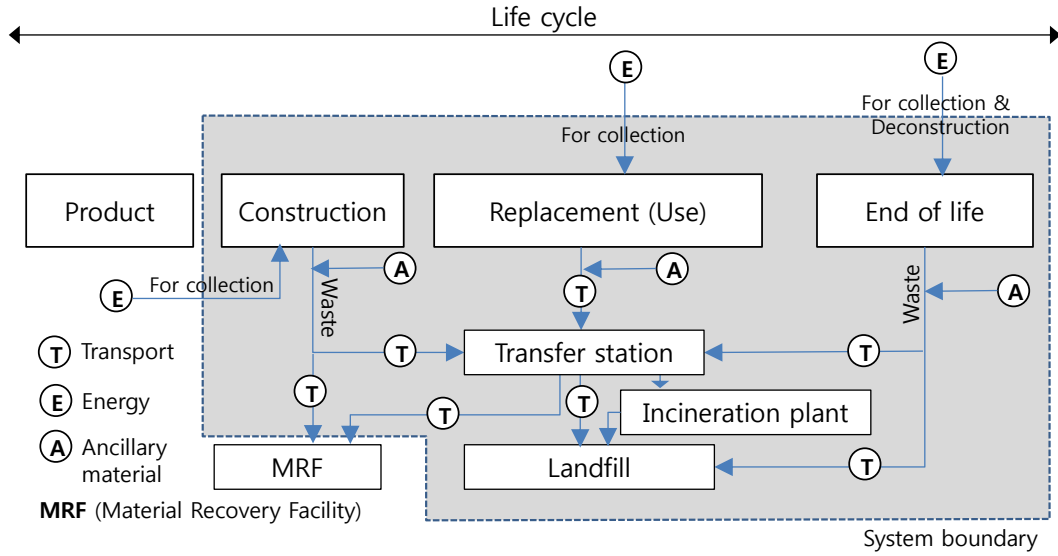 Life cycle
E
E
For collection &
Deconstruction
For collection
Product
Construction
Replacement (Use)
End of life
A
A
For collection
E
T
Waste
Waste
A
T
Transport
T
Transfer station
T
E
Energy
T
T
T
Incineration plant
A
Ancillary
material
MRF
Landfill
T
MRF (Material Recovery Facility)
System boundary